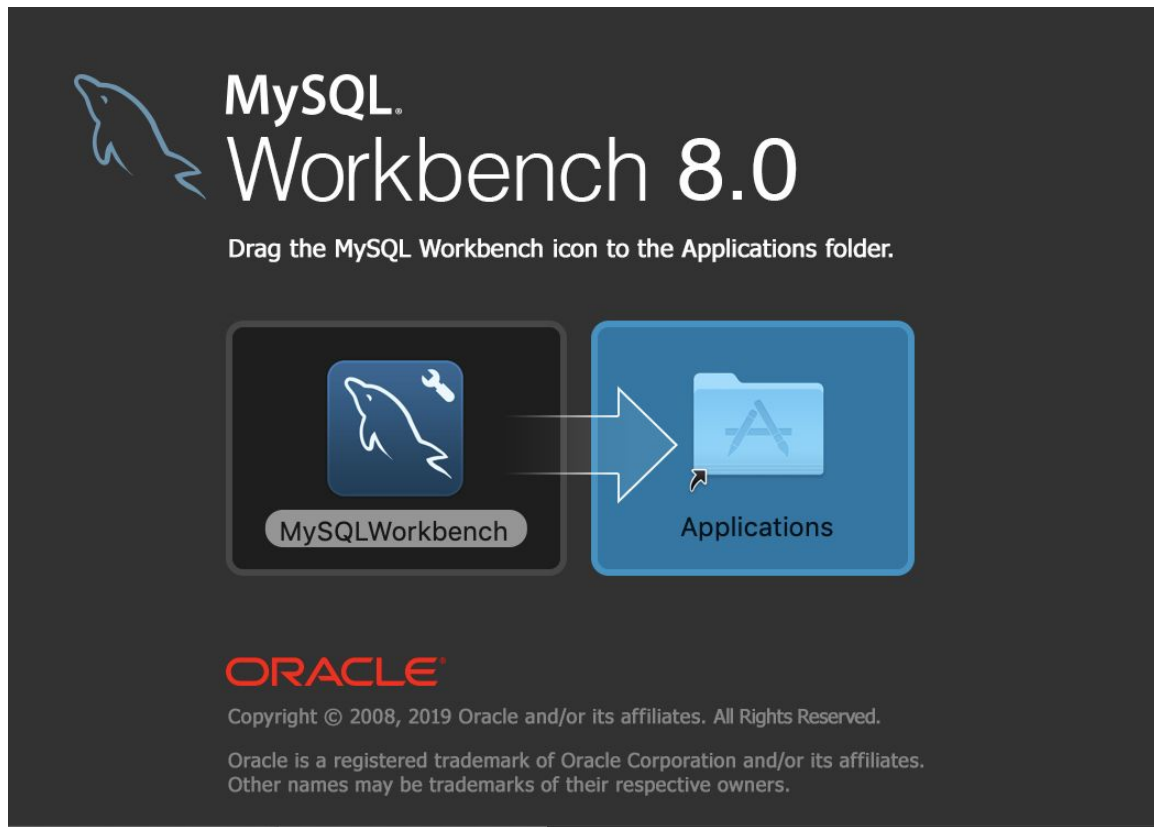 MySQL®
Workbench 8.0
Drag the MySQL Workbench icon to the Applications folder.
MySQLWorkbench
Applications
ORACLE®
Copyright © 2008, 2019 Oracle and/or its affiliates. All Rights Reserved.
Oracle is a registered trademark of Oracle Corporation and/or its affiliates.
Other names may be trademarks of their respective owners.